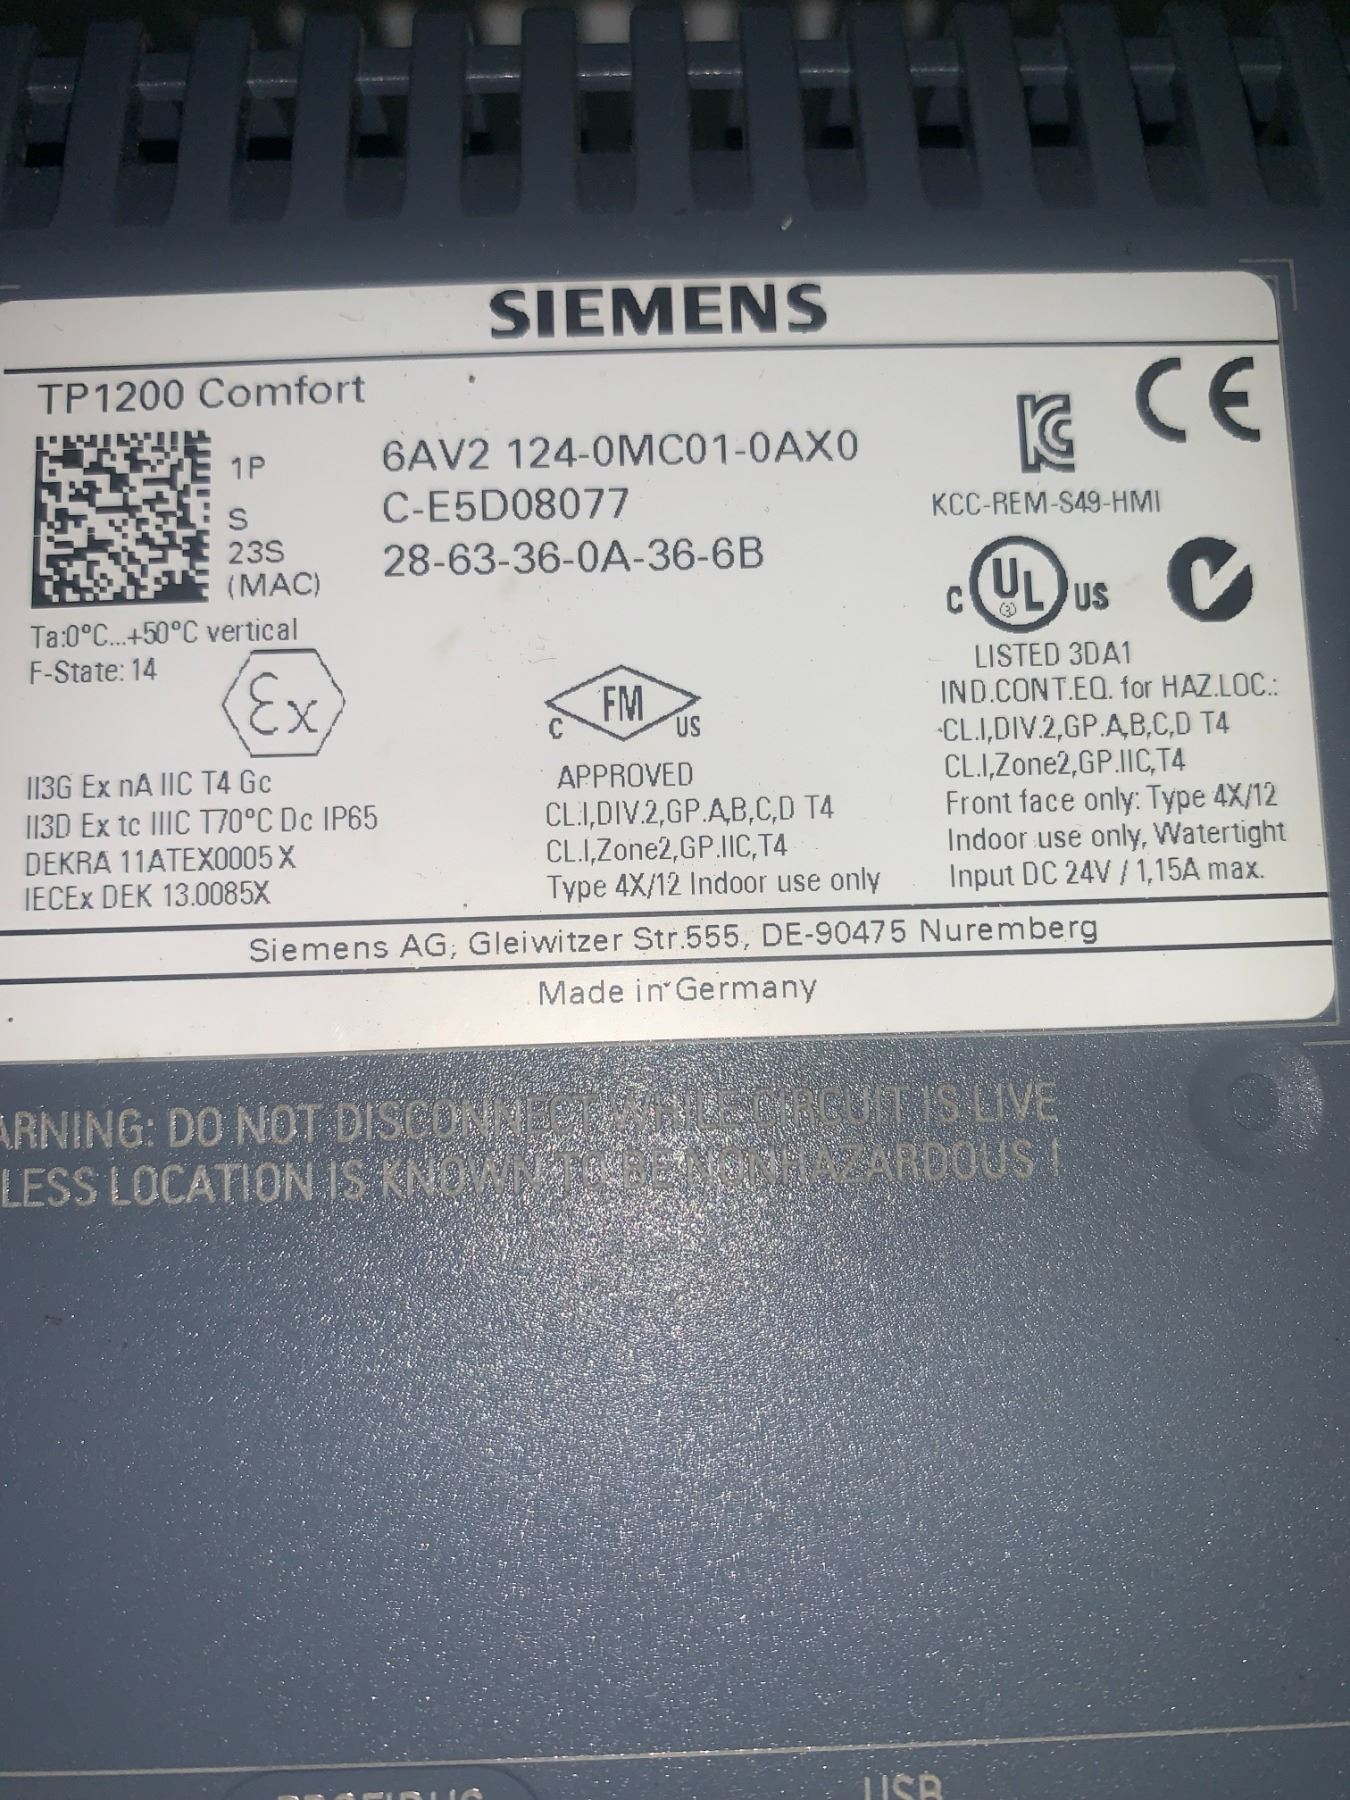 SIEMENS
TP1200 Comfort
1P 6AV2 124-0MC01-0AX0
S C-E5D08077
23S 28-63-36-0A-36-6B
(MAC)
Ta:0°C...+50°C vertical
F-State: 14
Ex
II3G Ex nA IIC T4 Gc
II3D Ex tc IIIC T70°C Dc IP65
DEKRA 11ATEX0005 X
IECEx DEK 13.0085X
C FM US
APPROVED
CL.I,DIV.2,GP.A,B,C,D T4
CL.I,Zone2,GP.IIC,T4
Type 4X/12 Indoor use only
CE
KCC-REM-S49-HMI
C UL US
LISTED 3DA1
IND.CONT.EQ. for HAZ.LOC.:
CL.I,DIV.2,GP.A,B,C,D T4
CL.I,Zone2,GP.IIC,T4
Front face only: Type 4X/12
Indoor use only, Watertight
Input DC 24V / 1,15A max.
Siemens AG, Gleiwitzer Str.555, DE-90475 Nuremberg
Made in Germany
ARNING: DO NOT DISCONNECT WHILE CIRCUIT IS LIVE
LESS LOCATION IS KNOWN TO BE NONHAZARDOUS !
PROFIBUS
USB